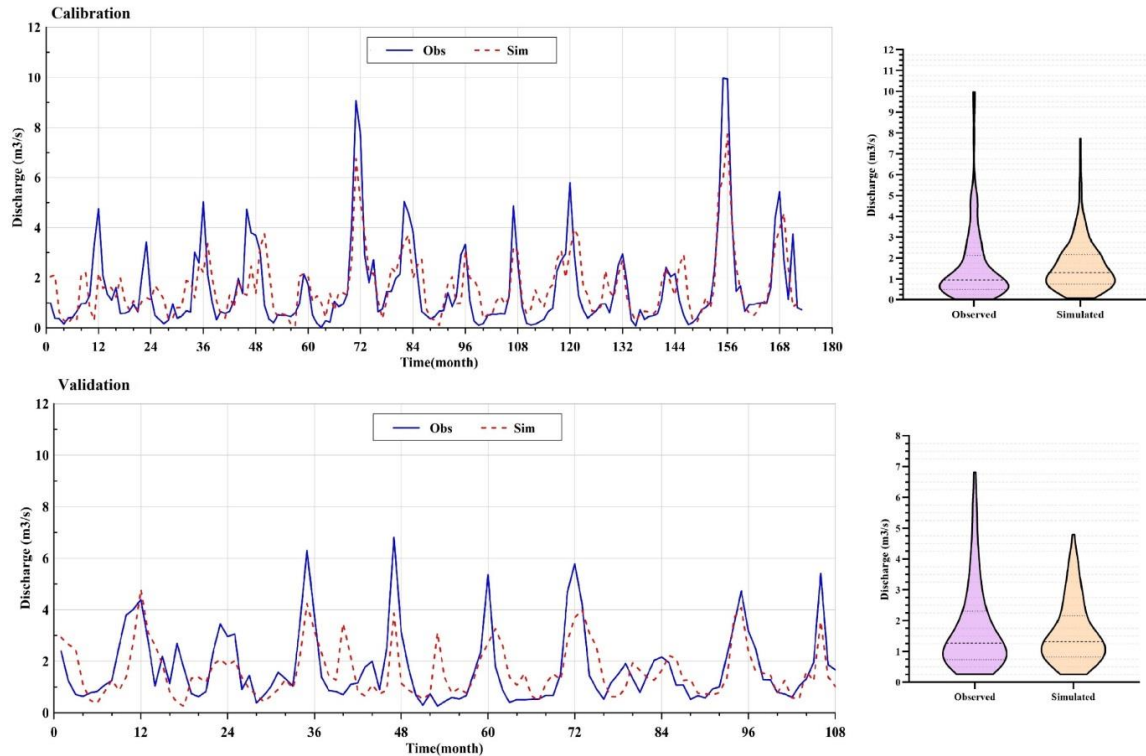 Calibration
12
10
8
6
4
2
0
Discharge (m3/s)
Obs Sim
0 12 24 36 48 60 72 84 96 108 120 132 144 156 168 180
Time(month)
12
11
10
9
8
7
6
5
4
3
2
1
0
Discharge (m3/s)
Observed Simulated
Validation
12
10
8
6
4
2
0
Discharge (m3/s)
Obs Sim
0 12 24 36 48 60 72 84 96 108
Time(month)
8
7
6
5
4
3
2
1
0
Discharge (m3/s)
Observed Simulated